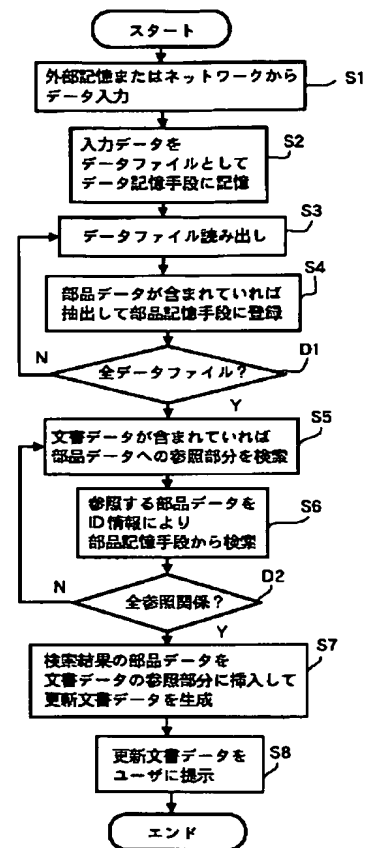 スタート
外部記憶またはネットワークから
データ入力
S1
入力データを
データファイルとして
データ記憶手段に記憶
S2
データファイル読み出し
S3
部品データが含まれていれば
抽出して部品記憶手段に登録
S4
全データファイル？
D1
N
Y
文書データが含まれていれば
部品データへの参照部分を検索
S5
参照する部品データを
ID情報により
部品記憶手段から検索
S6
全参照関係？
D2
N
Y
検索結果の部品データを
文書データの参照部分に挿入して
更新文書データを生成
S7
更新文書データを
ユーザに提示
S8
エンド